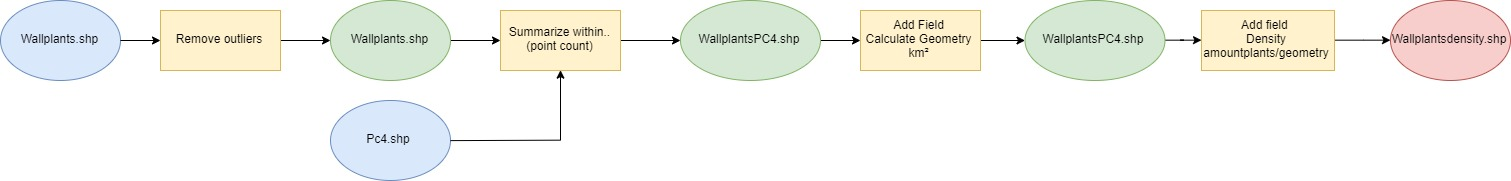 Wallplants.shp
Remove outliers
Wallplants.shp
Summarize within..
(point count)
WallplantsPC4.shp
Add Field
Calculate Geometry
km²
WallplantsPC4.shp
Add field
Density
amountplants/geometry
Wallplantsdensity.shp
Pc4.shp